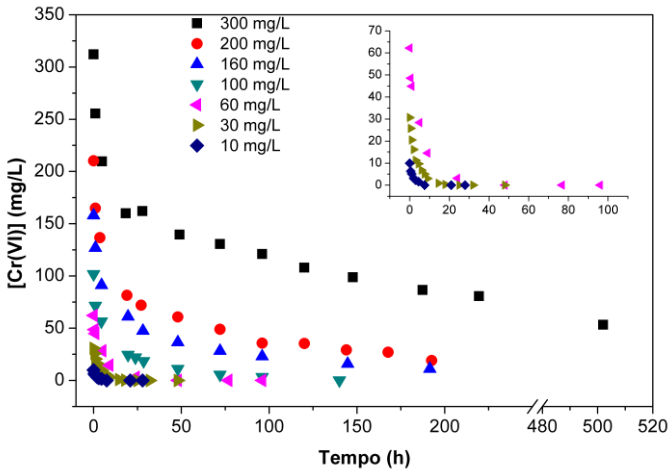 350
300
250
200
150
100
50
0
[Cr(VI)] (mg/L)
300 mg/L
200 mg/L
160 mg/L
100 mg/L
60 mg/L
30 mg/L
10 mg/L
70
60
50
40
30
20
10
0
0 20 40 60 80 100
0 50 100 150 200 480 500 520
Tempo (h)